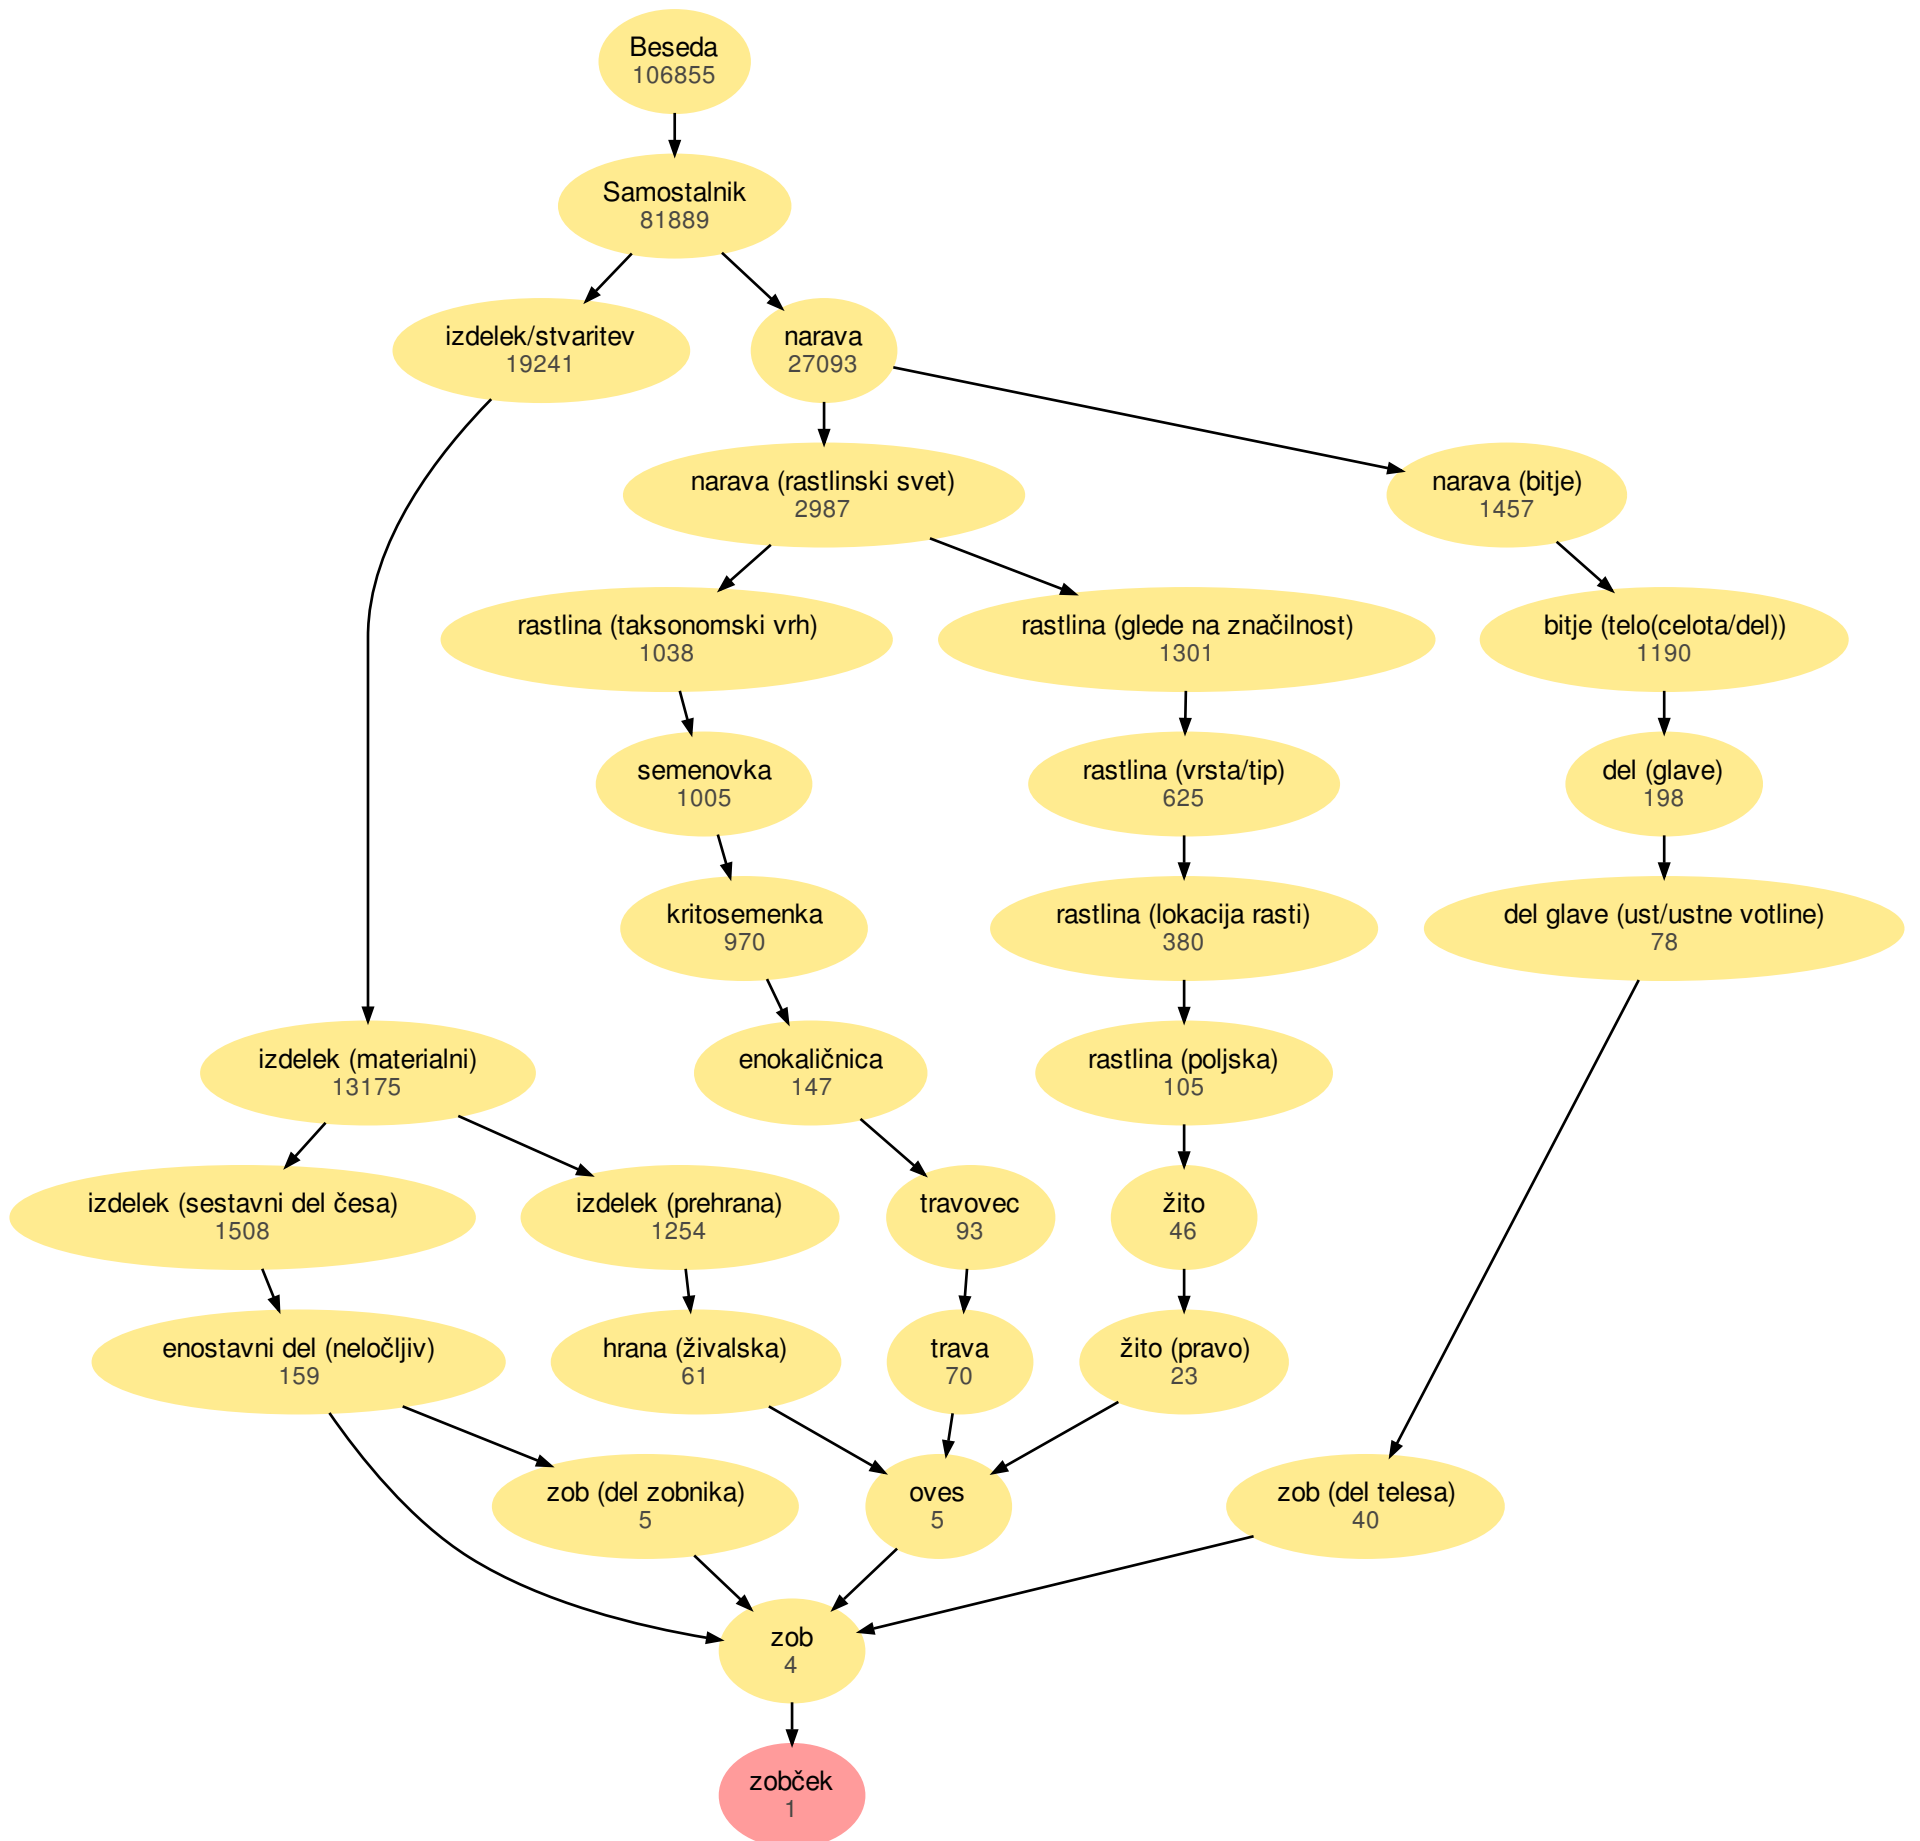 Beseda
106855
Samostalnik
81889
izdelek/stvaritev
19241
narava
27093
narava (rastlinski svet)
2987
narava (bitje)
1457
rastlina (taksonomski vrh)
1038
rastlina (glede na značilnost)
1301
bitje (telo(celota/del))
1190
semenovka
1005
rastlina (vrsta/tip)
625
del (glave)
198
kritosemenka
970
rastlina (lokacija rasti)
380
del glave (ust/ustne votline)
78
izdelek (materialni)
13175
enokaličnica
147
rastlina (poljska)
105
izdelek (sestavni del česa)
1508
izdelek (prehrana)
1254
travovec
93
žito
46
enostavni del (neločljiv)
159
hrana (živalska)
61
trava
70
žito (pravo)
23
zob (del zobnika)
5
oves
5
zob (del telesa)
40
zob
4
zobček
1